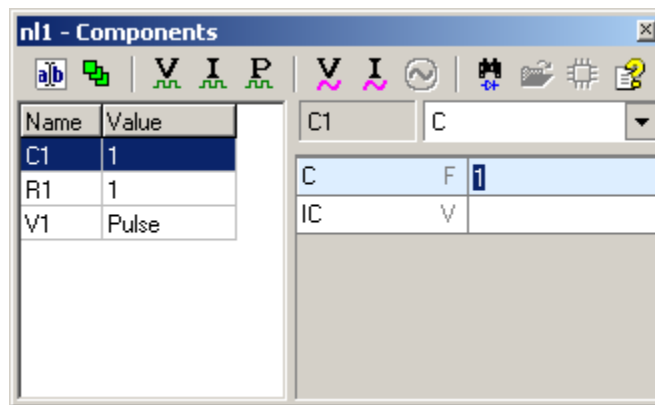 nl1 - Components
a b V I P V I
Name Value C1 C
C1 1
R1 1
V1 Pulse
C F 1
IC V